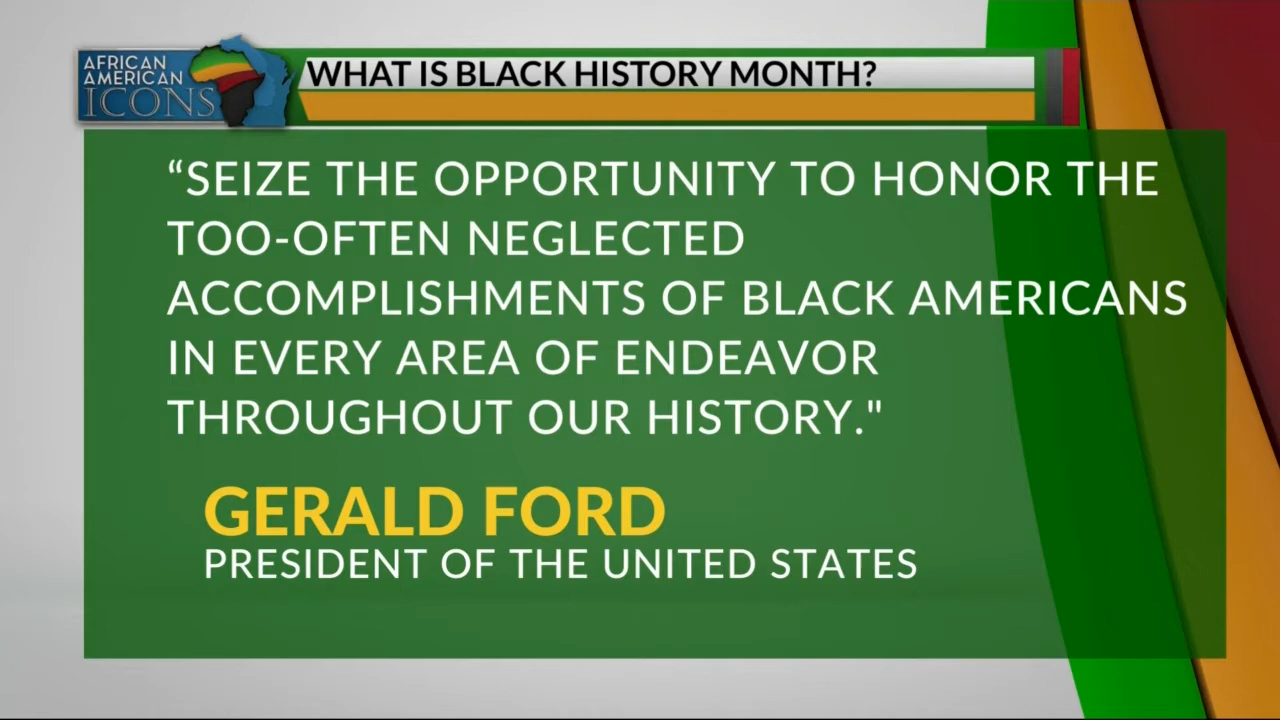 AFRICAN
AMERICAN
ICONS
WHAT IS BLACK HISTORY MONTH?
“SEIZE THE OPPORTUNITY TO HONOR THE
TOO-OFTEN NEGLECTED
ACCOMPLISHMENTS OF BLACK AMERICANS
IN EVERY AREA OF ENDEAVOR
THROUGHOUT OUR HISTORY."
GERALD FORD
PRESIDENT OF THE UNITED STATES